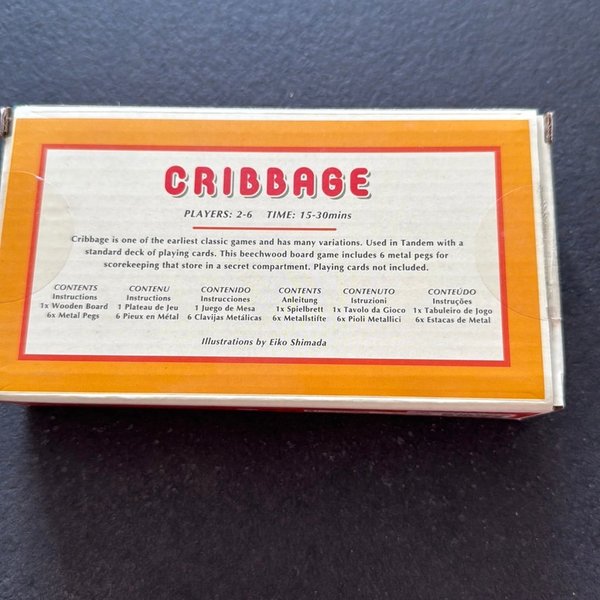 CRIBBAGE
PLAYERS: 2-6 TIME: 15-30mins
Cribbage is one of the earliest classic games and has many variations. Used in Tandem with a
standard deck of playing cards. This beechwood board game includes 6 metal pegs for
scorekeeping that store in a secret compartment. Playing cards not included.
CONTENTS
Instructions
1x Wooden Board
6x Metal Pegs
CONTENU
Instructions
1 Plateau de Jeu
6 Pieux en Métal
CONTENIDO
Instrucciones
1 Juego de Mesa
6 Clavijas Metálicas
CONTENTS
Anleitung
1x Spielbrett
6x Metallstifte
CONTENUTO
Istruzioni
1x Tavolo da Gioco
6x Pioli Metallici
CONTEÚDO
Instruções
1x Tabuleiro de Jogo
6x Estacas de Metal
Illustrations by Eiko Shimada